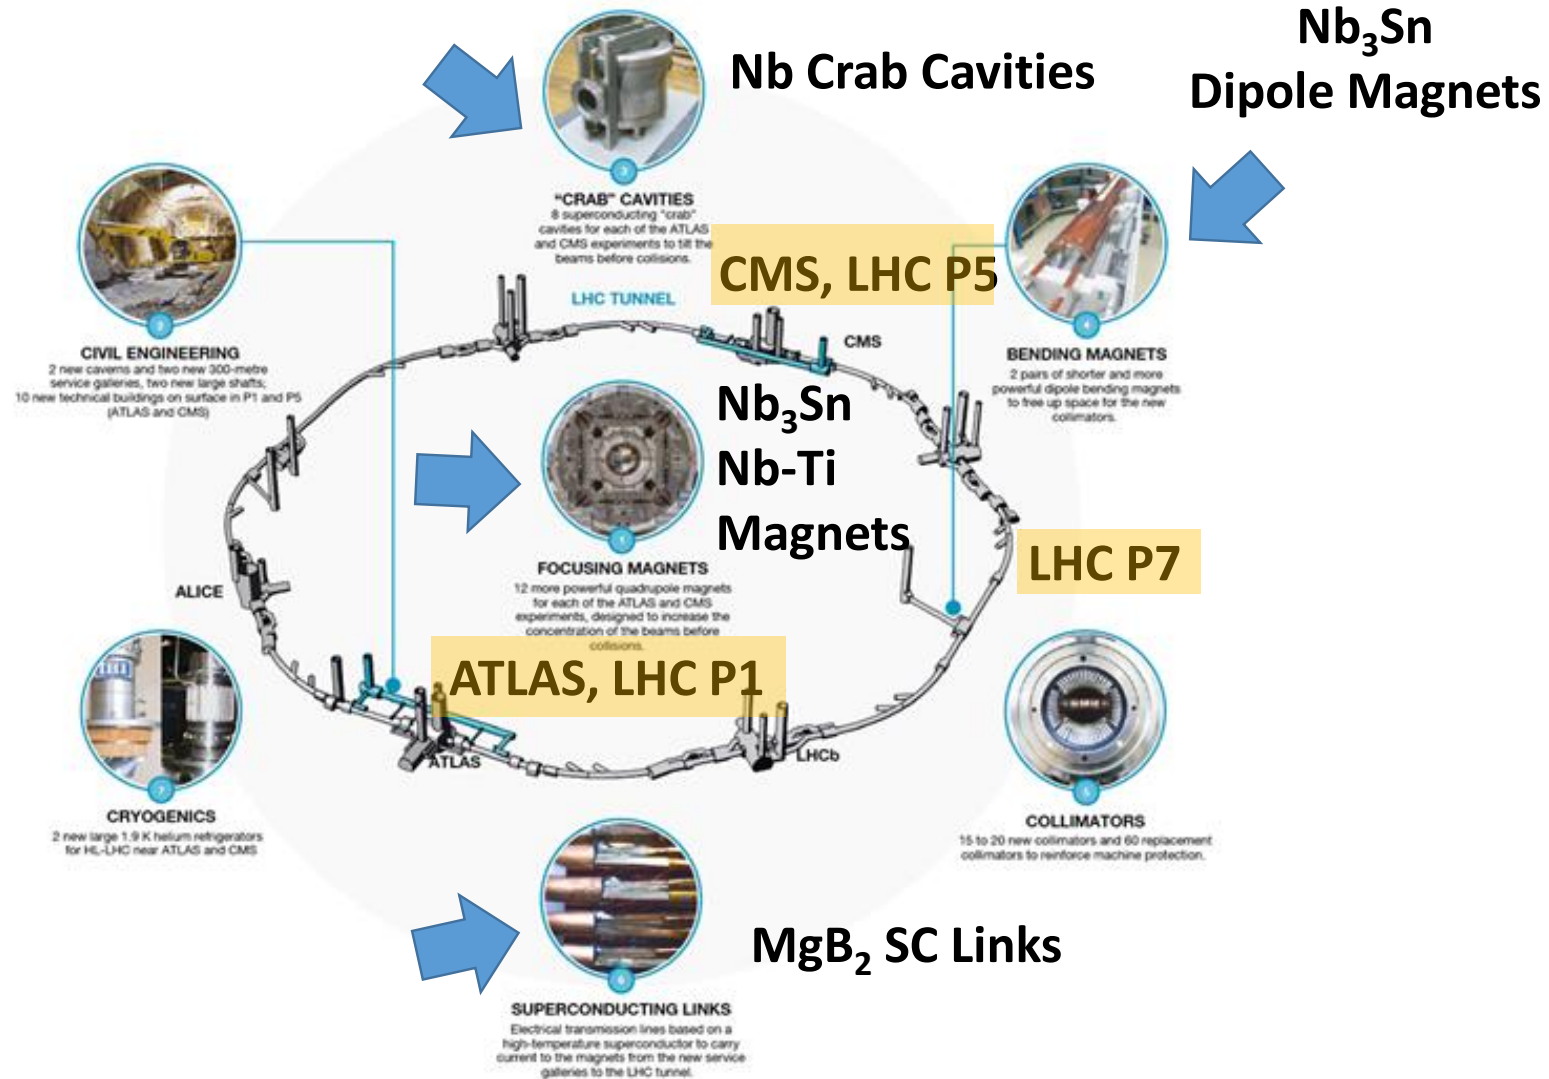 Nb₃Sn
Dipole Magnets
Nb Crab Cavities
3
"CRAB" CAVITIES
8 superconducting "crab"
cavities for each of the ATLAS
and CMS experiments to tilt the
beams before collisions.
2
CIVIL ENGINEERING
2 new caverns and two new 300-metre
service galleries, two new large shafts;
10 new technical buildings on surface in P1 and P5
(ATLAS and CMS)
4
BENDING MAGNETS
2 pairs of shorter and more
powerful dipole bending magnets
to free up space for the new
collimators.
CMS, LHC P5
LHC TUNNEL
CMS
Nb₃Sn
Nb-Ti
Magnets
1
FOCUSING MAGNETS
12 more powerful quadrupole magnets
for each of the ATLAS and CMS
experiments, designed to increase the
concentration of the beams before
collisions.
LHC P7
ALICE
ATLAS, LHC P1
ATLAS
LHCb
7
CRYOGENICS
2 new large 1.9 K helium refrigerators
for HL-LHC near ATLAS and CMS
5
COLLIMATORS
15 to 20 new collimators and 60 replacement
collimators to reinforce machine protection.
MgB₂ SC Links
6
SUPERCONDUCTING LINKS
Electrical transmission lines based on a
high-temperature superconductor to carry
current to the magnets from the new service
galleries to the LHC tunnel.